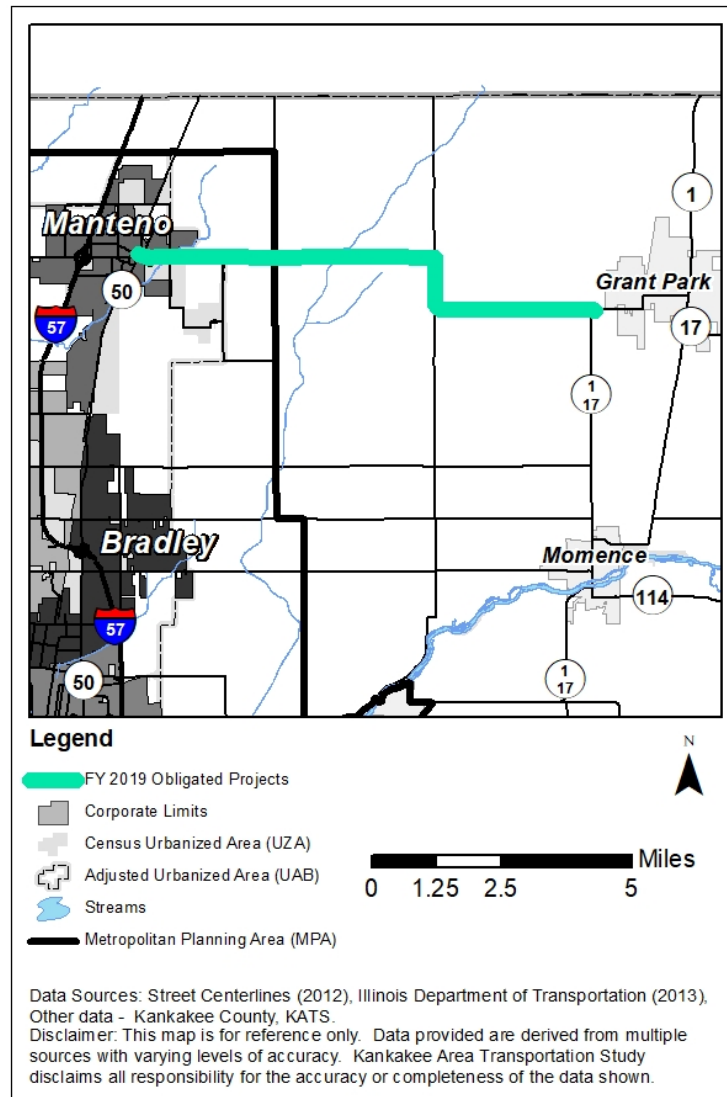 1
Manteno
Grant Park
50
57
17
1
17
Bradley
Momence
114
57
50
1
17
Legend
N
FY 2019 Obligated Projects
Corporate Limits
Census Urbanized Area (UZA)
Adjusted Urbanized Area (UAB)
Streams
Metropolitan Planning Area (MPA)
Miles
0 1.25 2.5 5
Data Sources: Street Centerlines (2012), Illinois Department of Transportation (2013),
Other data - Kankakee County, KATS.
Disclaimer: This map is for reference only. Data provided are derived from multiple
sources with varying levels of accuracy. Kankakee Area Transportation Study
disclaims all responsibility for the accuracy or completeness of the data shown.